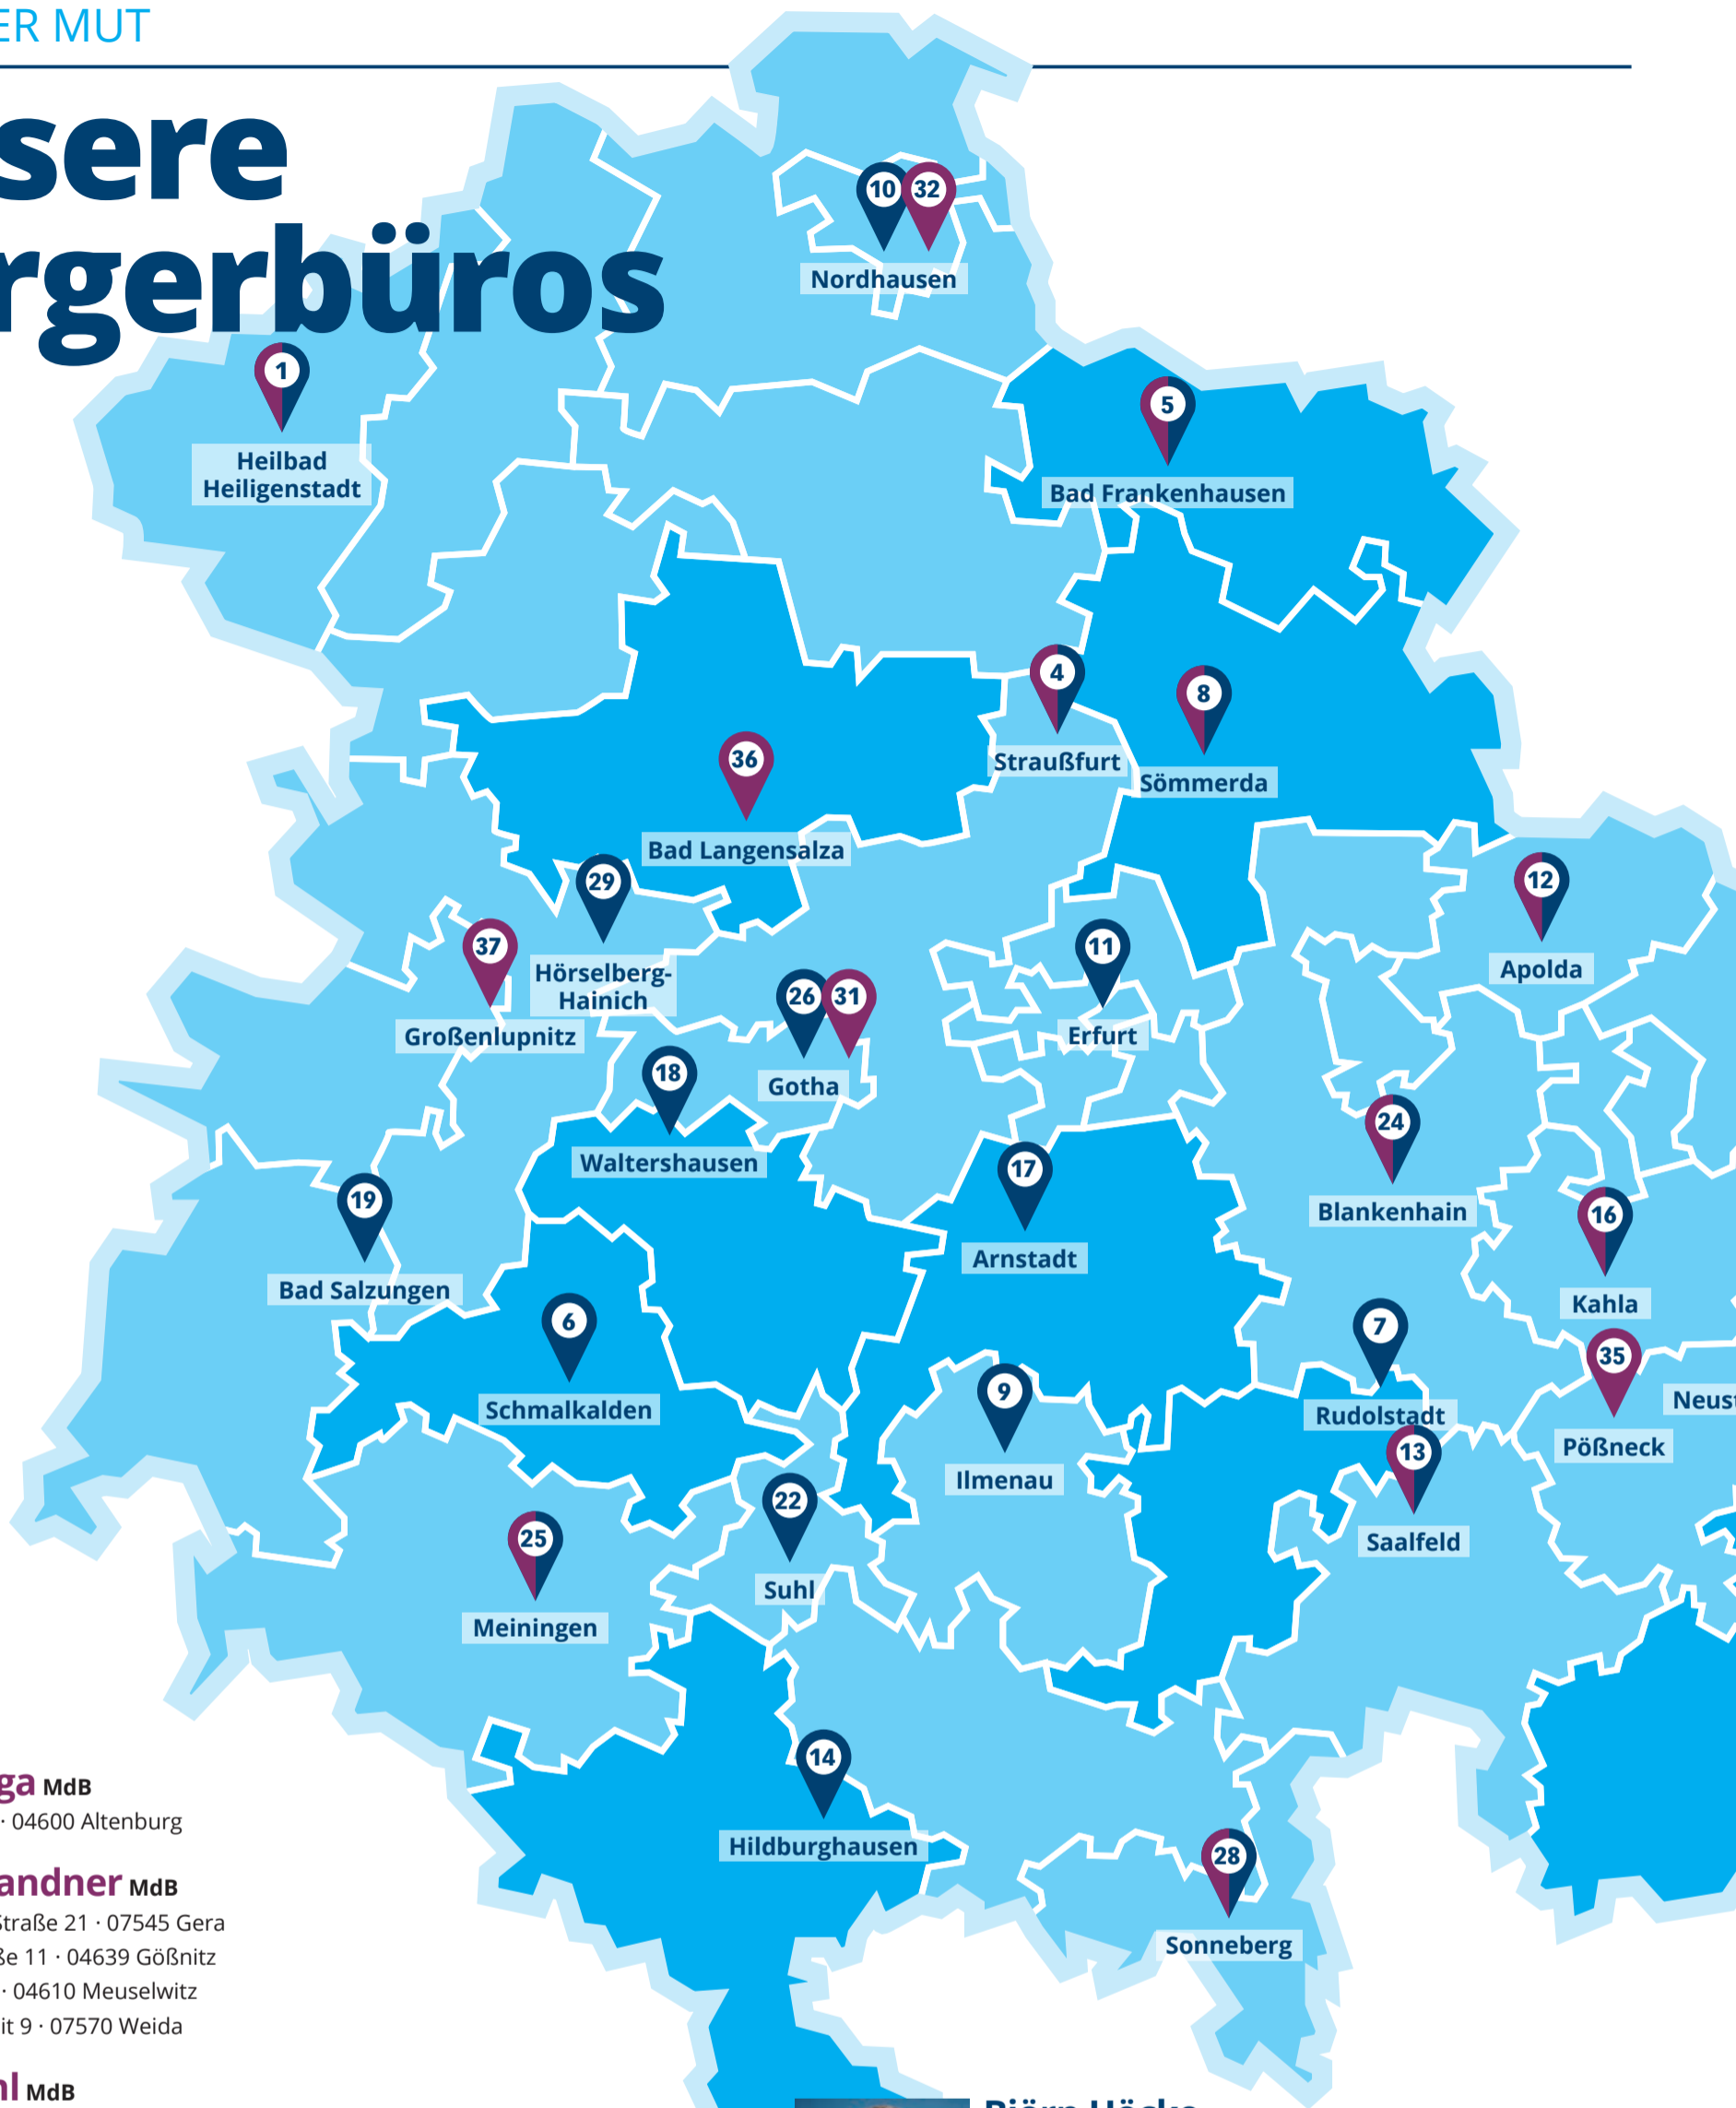 ER MUT
sere
rgerbüros
10
32
Nordhausen
1
Heilbad
Heiligenstadt
5
Bad Frankenhausen
4
Straußfurt
8
Sömmerda
36
Bad Langensalza
29
Hörselberg-
Hainich
37
Großenlupnitz
26
31
Gotha
11
Erfurt
12
Apolda
18
Waltershausen
17
Arnstadt
24
Blankenhain
16
Kahla
19
Bad Salzungen
6
Schmalkalden
9
Ilmenau
7
Rudolstadt
35
Pößneck
Neust
13
Saalfeld
22
Suhl
25
Meiningen
14
Hildburghausen
28
Sonneberg
ga MdB
· 04600 Altenburg
andner MdB
Straße 21 · 07545 Gera
ße 11 · 04639 Gößnitz
· 04610 Meuselwitz
it 9 · 07570 Weida
hl MdB
Björn Höcke